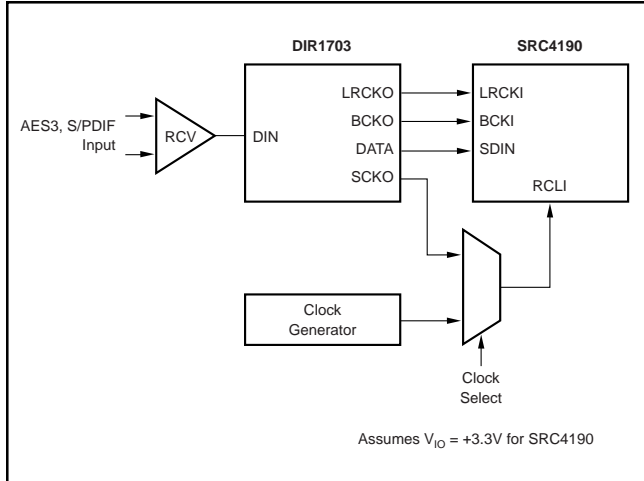 DIR1703
SRC4190
AES3, S/PDIF
Input
RCV
DIN
LRCKO
BCKO
DATA
SCKO
LRCKI
BCKI
SDIN
RCLI
Clock
Generator
Clock
Select
Assumes VIO = +3.3V for SRC4190